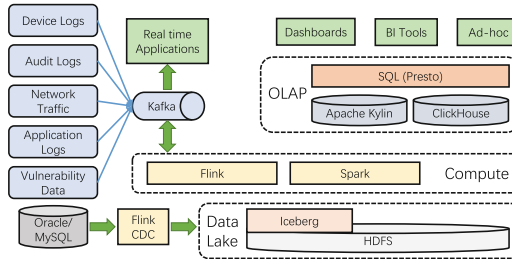 Device Logs
Audit Logs
Network
Traffic
Application
Logs
Vulnerability
Data
Real time
Applications
Kafka
Dashboards
BI Tools
Ad-hoc
OLAP
SQL (Presto)
Apache Kylin
ClickHouse
Flink
Spark
Compute
Oracle/
MySQL
Flink
CDC
Data
Lake
Iceberg
HDFS